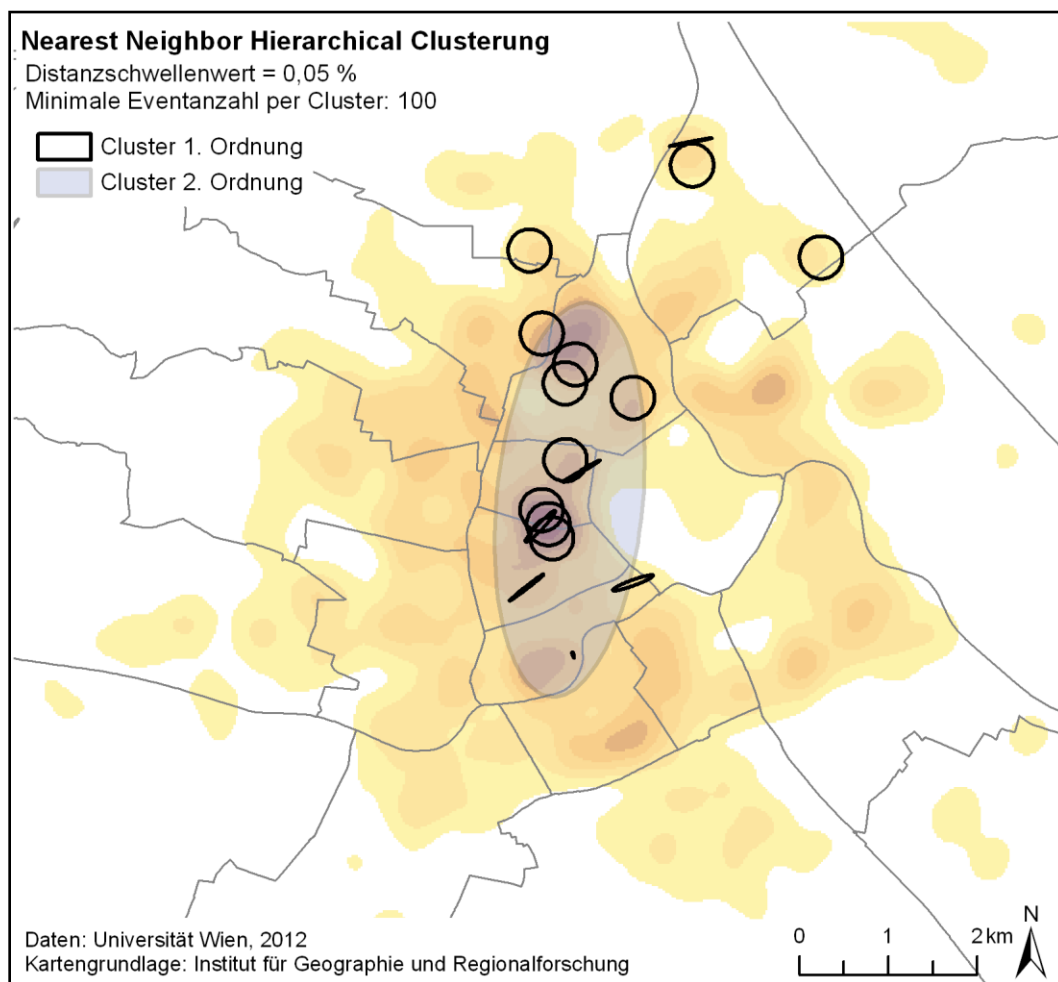 Nearest Neighbor Hierarchical Clusterung
Distanzschwellenwert = 0,05 %
Minimale Eventanzahl per Cluster: 100
Cluster 1. Ordnung
Cluster 2. Ordnung
Daten: Universität Wien, 2012
Kartengrundlage: Institut für Geographie und Regionalforschung
0 1 2 km
N